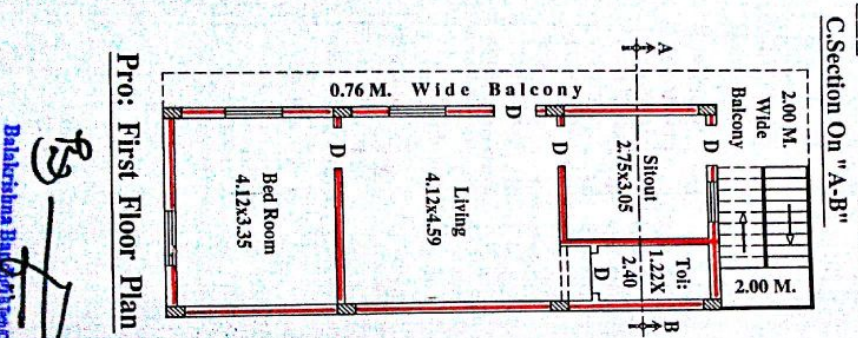 C.Section On "A-B"
A
0.76 M. Wide Balcony
2.00 M.
Wide
Balcony
D
D
D
D
Sitout
2.75x3.05
Living
4.12x4.59
Bed Room
4.12x3.35
Toi:
1.22X
2.40
D
2.00 M.
B
Pro: First Floor Plan
Balakrishna